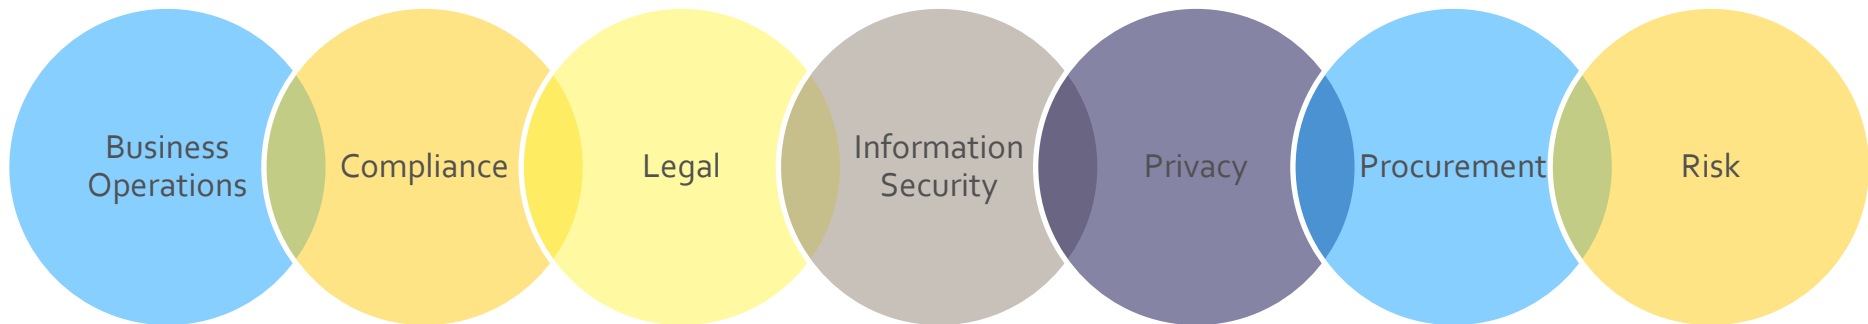 Business
Operations
Compliance
Legal
Information
Security
Privacy
Procurement
Risk